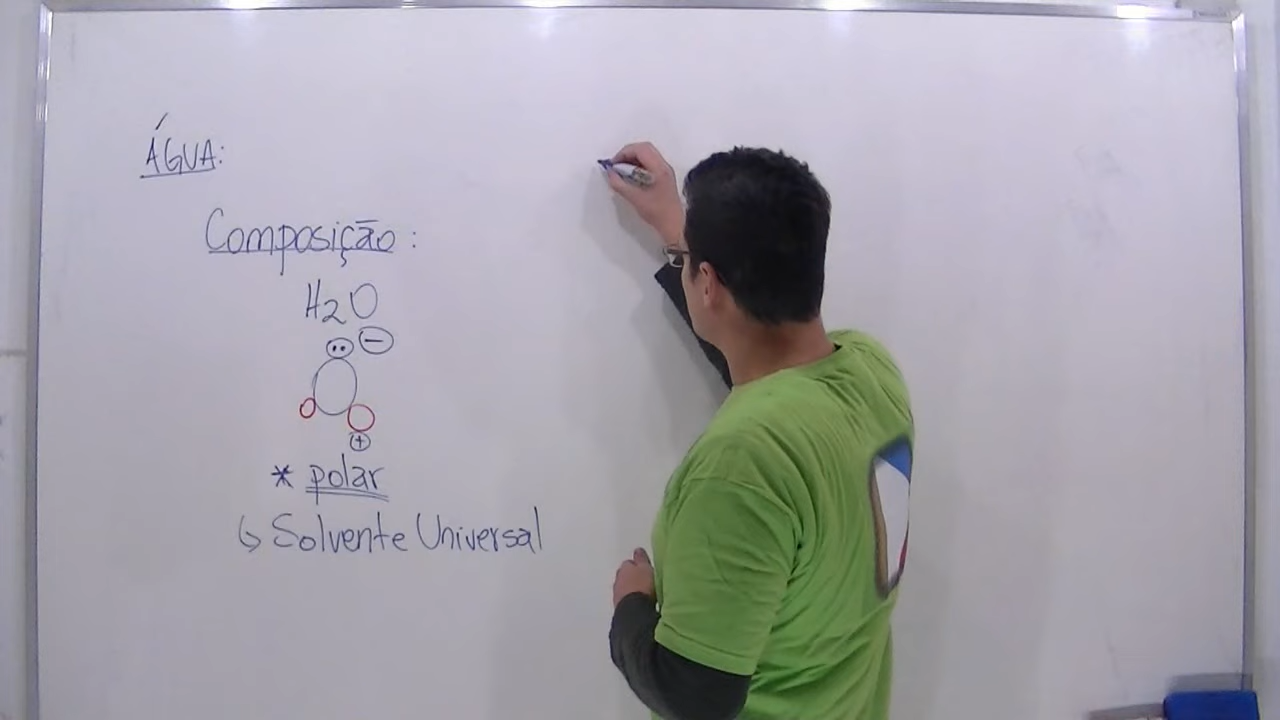 ÁGUA:
Composição:
H2O
−
+
* polar
↳ Solvente Universal